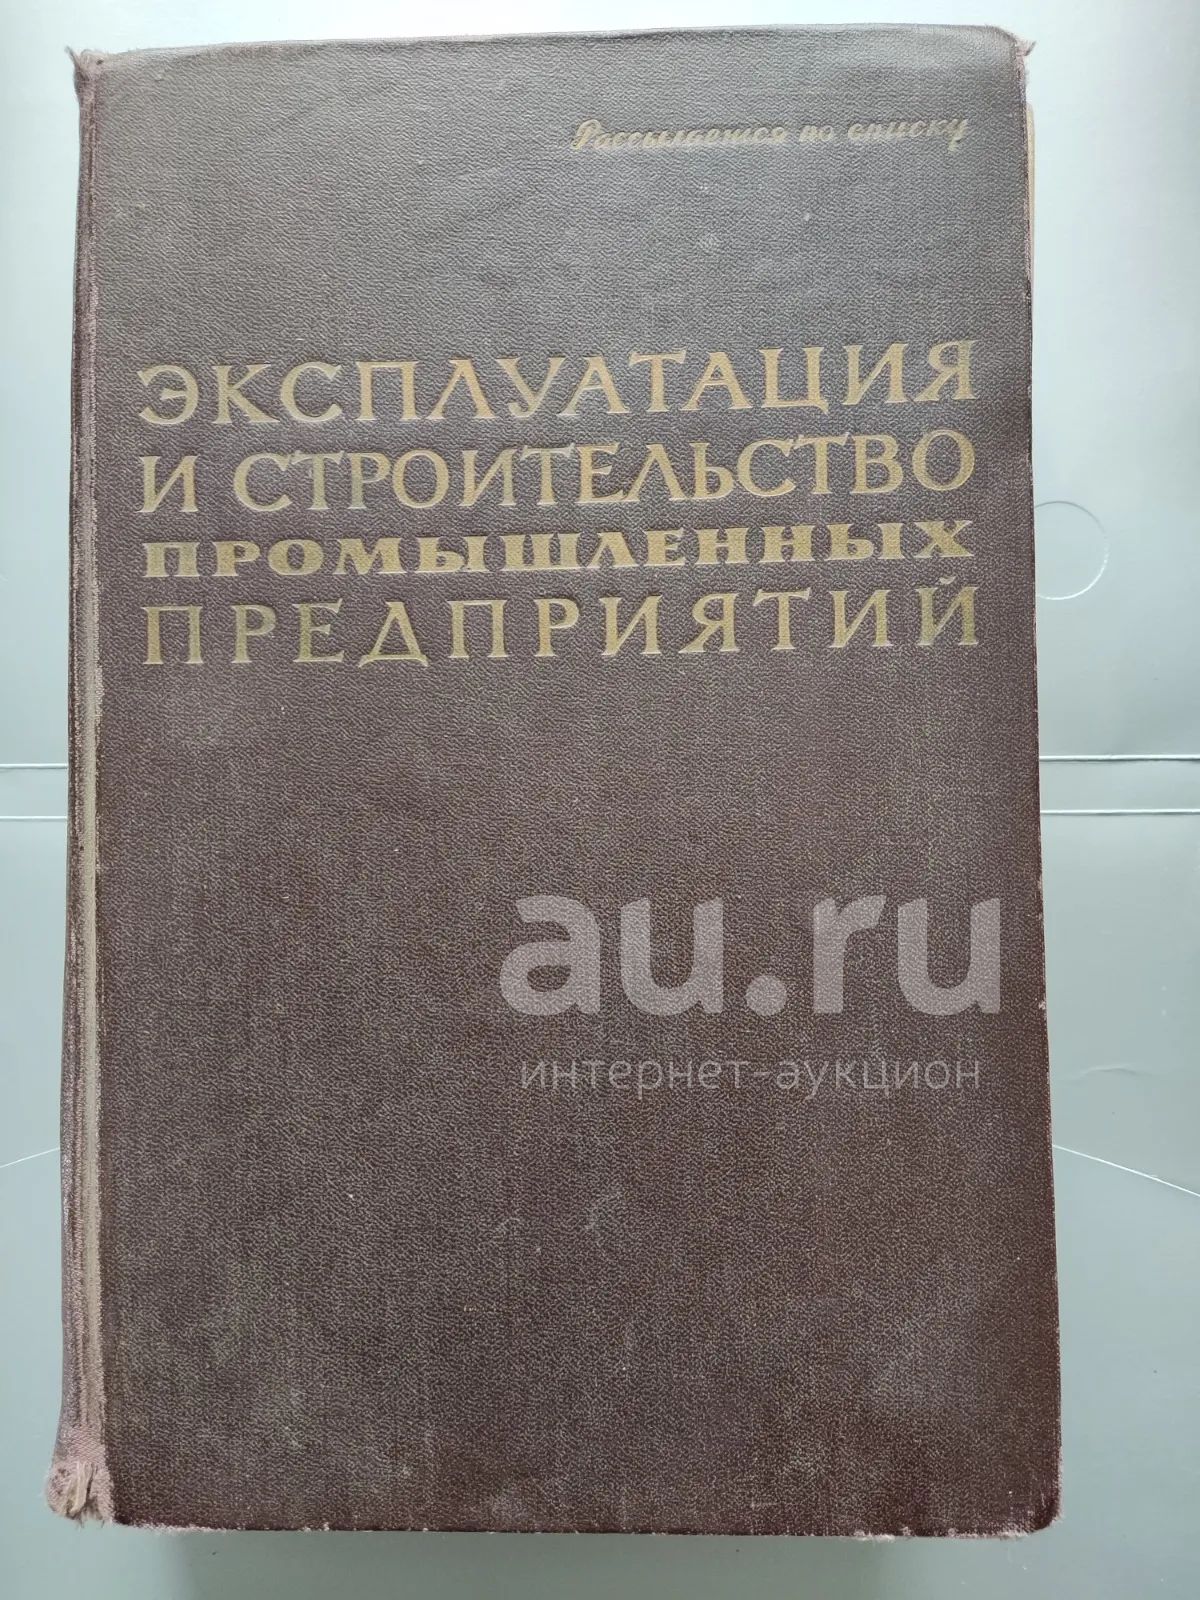 Рассылается по списку
ЭКСПЛУАТАЦИЯ
И СТРОИТЕЛЬСТВО
ПРОМЫШЛЕННЫХ
ПРЕДПРИЯТИЙ
au.ru
интернет-аукцион